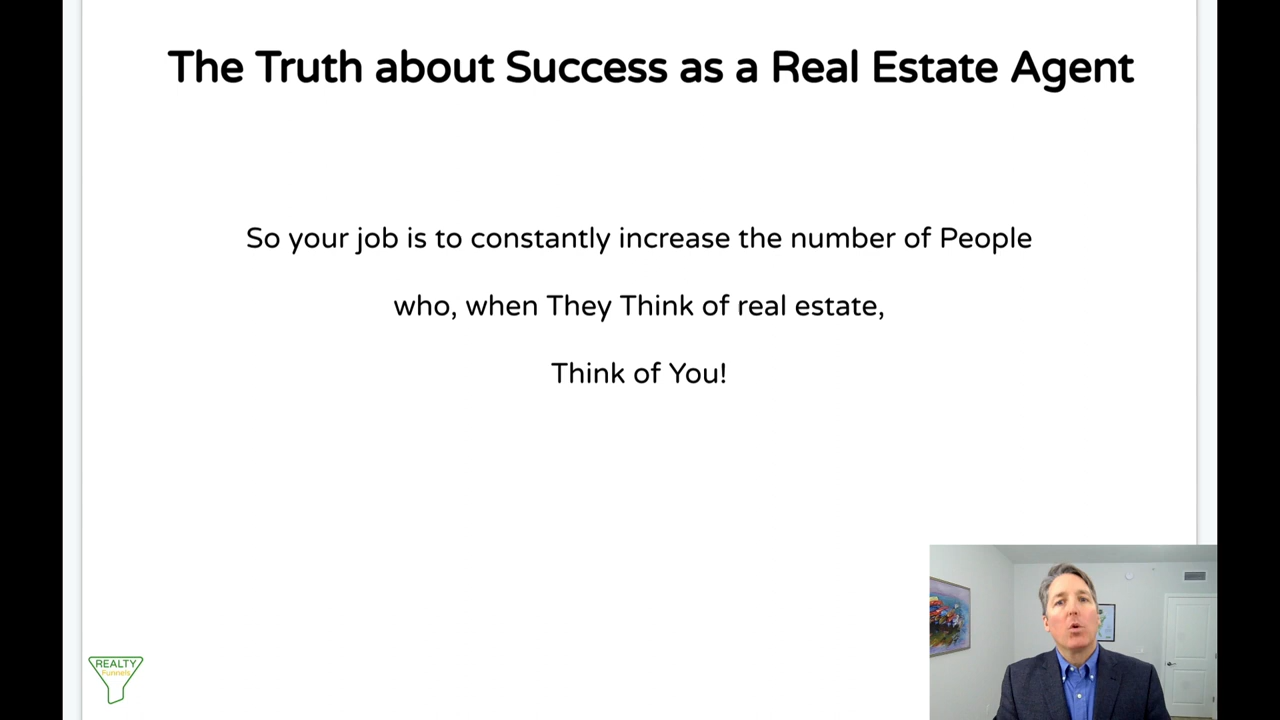 The Truth about Success as a Real Estate Agent
So your job is to constantly increase the number of People
who, when They Think of real estate,
Think of You!
REALTY
Funnels